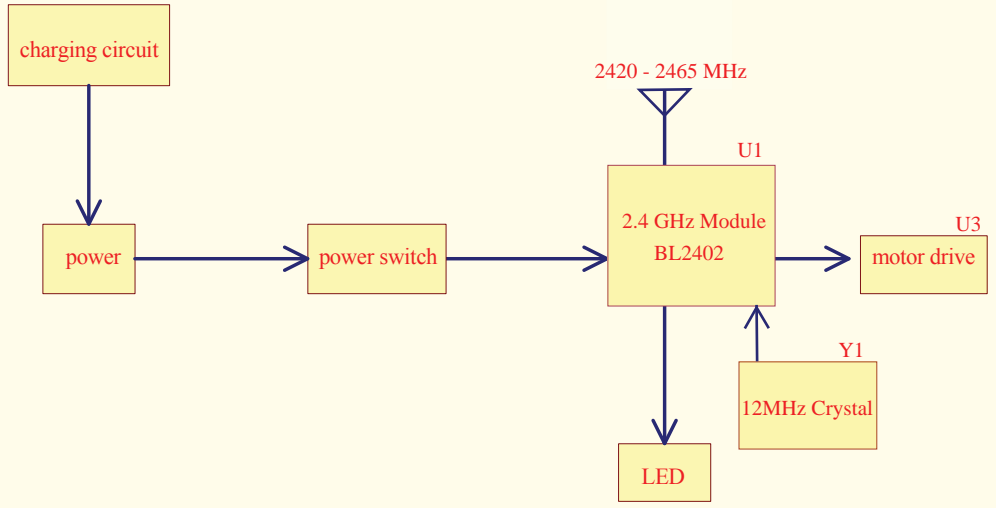 charging circuit
2420 - 2465 MHz
U1
2.4 GHz Module
BL2402
U3
power
power switch
motor drive
Y1
12MHz Crystal
LED